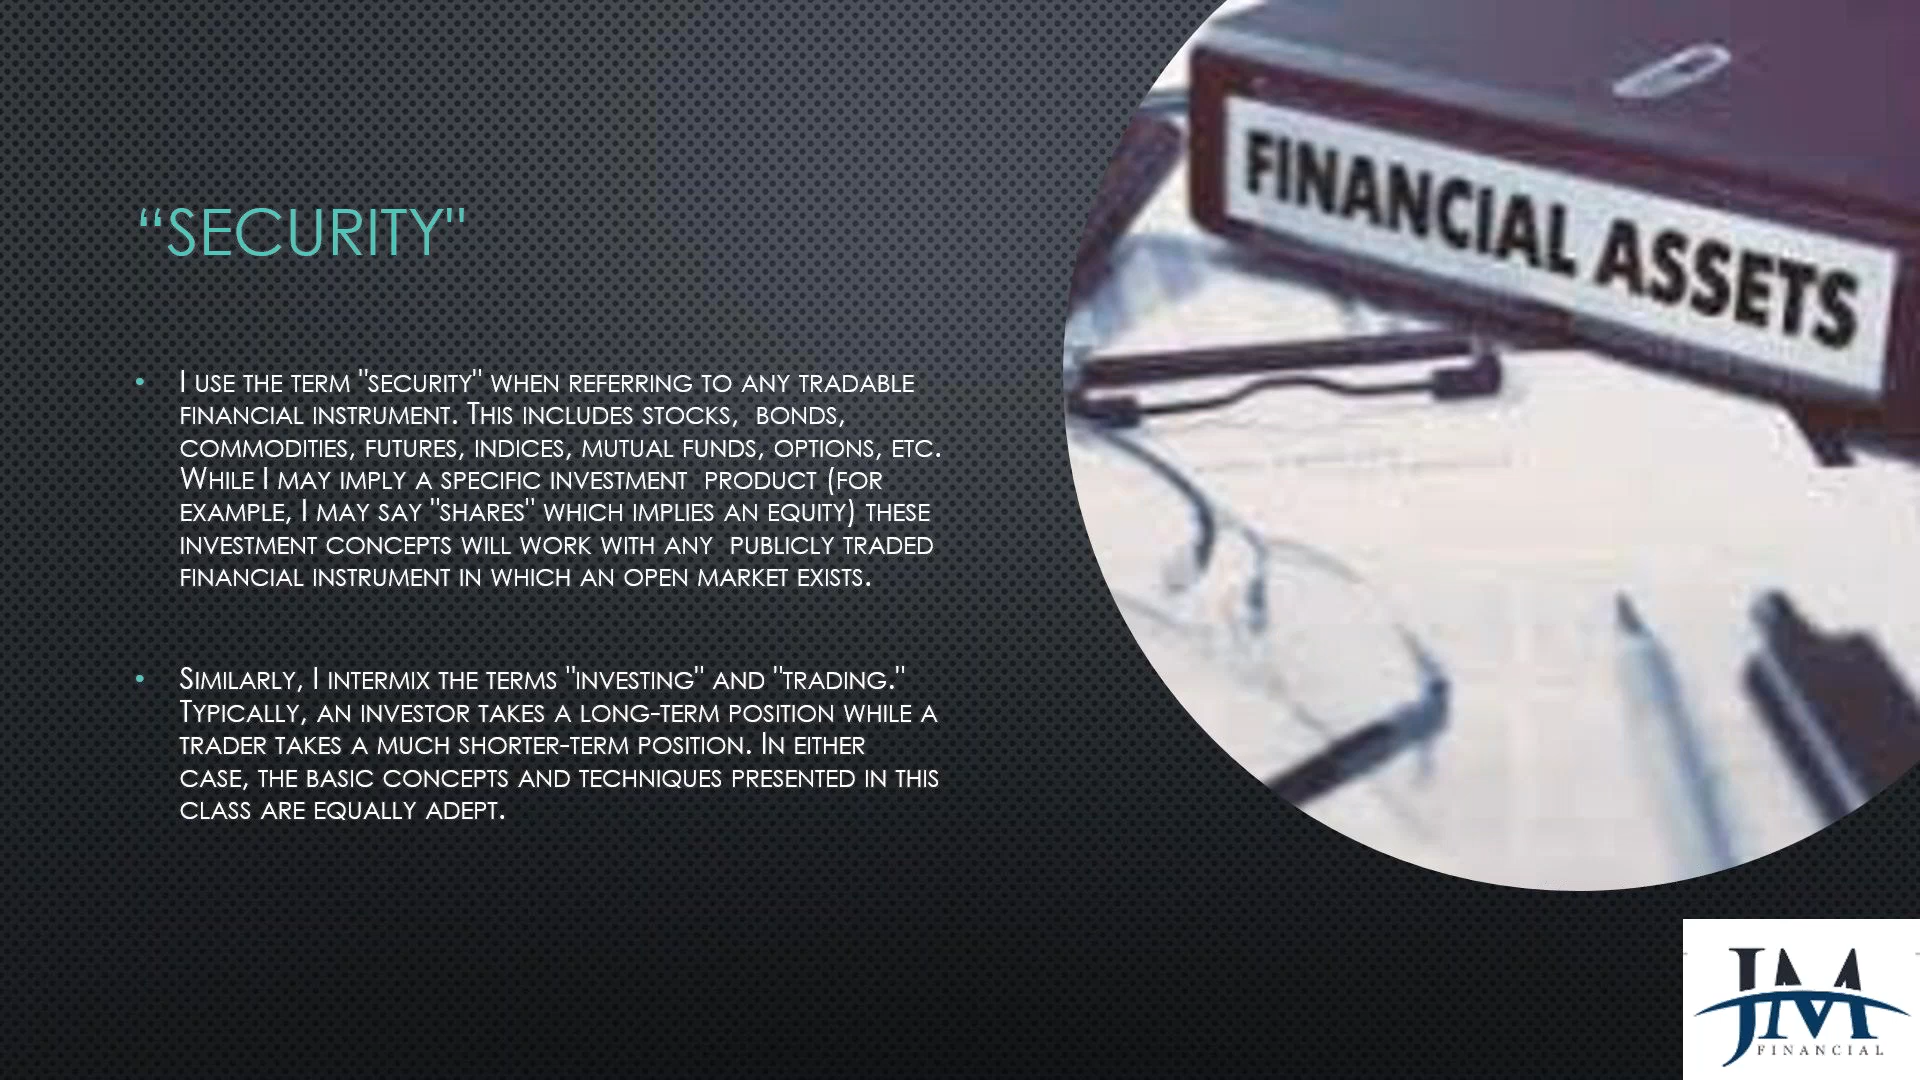 “SECURITY"
• I USE THE TERM "SECURITY" WHEN REFERRING TO ANY TRADABLE
FINANCIAL INSTRUMENT. THIS INCLUDES STOCKS,  BONDS,
COMMODITIES, FUTURES, INDICES, MUTUAL FUNDS, OPTIONS, ETC.
WHILE I MAY IMPLY A SPECIFIC INVESTMENT  PRODUCT (FOR
EXAMPLE, I MAY SAY "SHARES" WHICH IMPLIES AN EQUITY) THESE
INVESTMENT CONCEPTS WILL WORK WITH ANY  PUBLICLY TRADED
FINANCIAL INSTRUMENT IN WHICH AN OPEN MARKET EXISTS.
• SIMILARLY, I INTERMIX THE TERMS "INVESTING" AND "TRADING."
TYPICALLY, AN INVESTOR TAKES A LONG-TERM POSITION WHILE A
TRADER TAKES A MUCH SHORTER-TERM POSITION. IN EITHER
CASE, THE BASIC CONCEPTS AND TECHNIQUES PRESENTED IN THIS
CLASS ARE EQUALLY ADEPT.
FINANCIAL ASSETS
JM
FINANCIAL